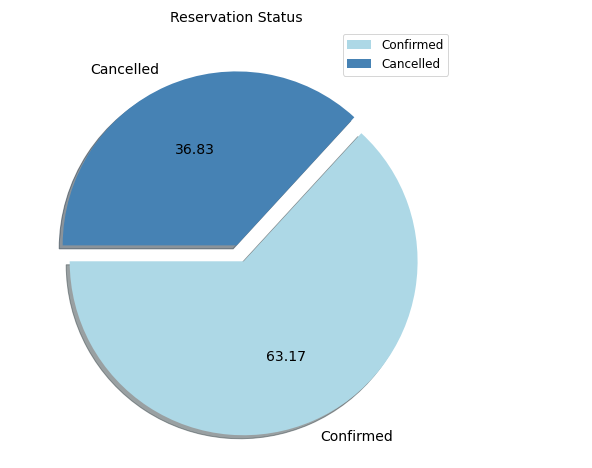 Reservation Status
Confirmed
Cancelled
Cancelled
36.83
63.17
Confirmed